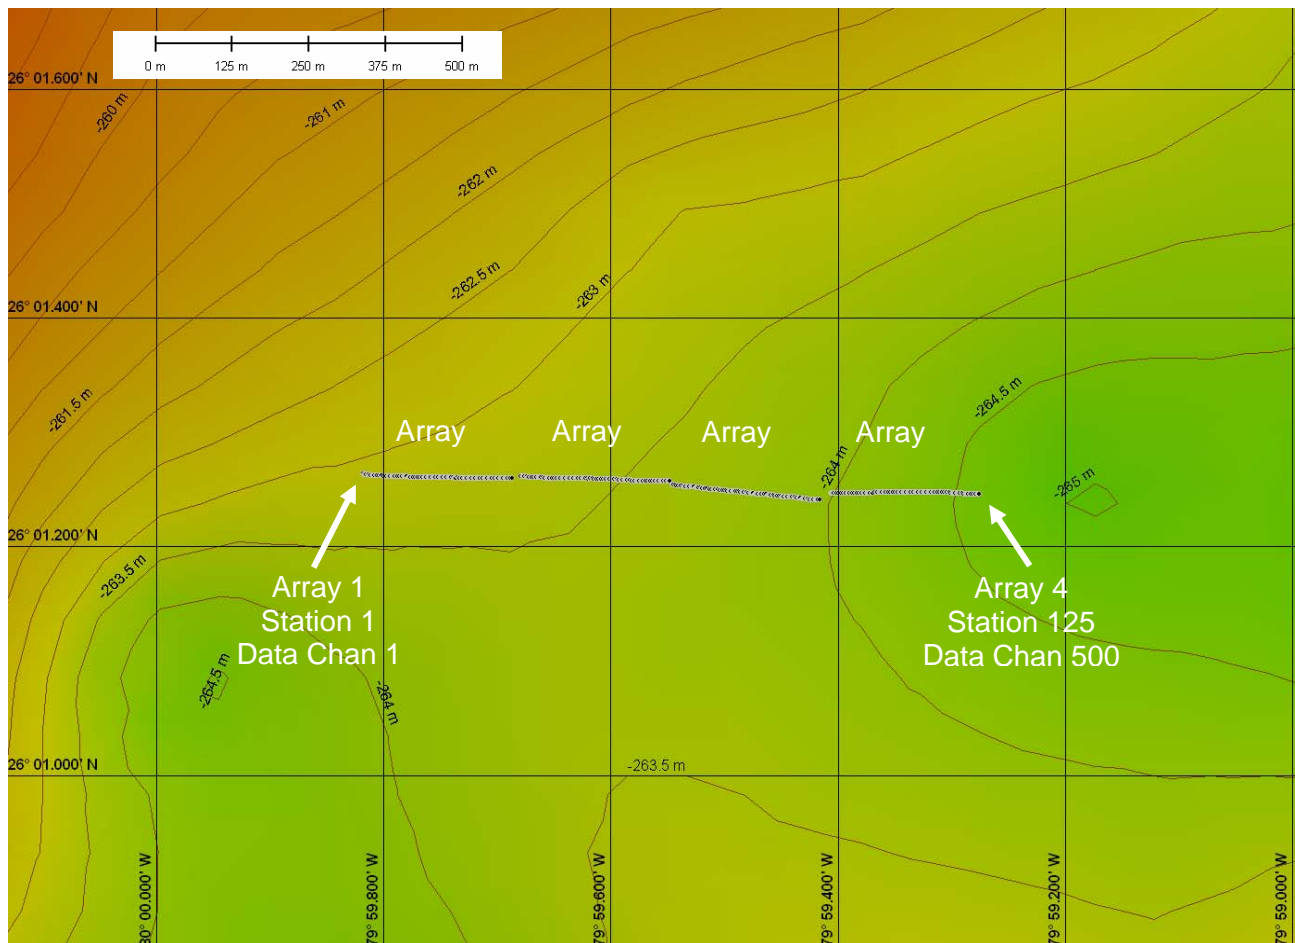 0 m 125 m 250 m 375 m 500 m
26° 01.600' N
-260 m
-261 m
-262 m
-262.5 m
-263 m
26° 01.400' N
-261.5 m
-264.5 m
Array Array Array Array
-264 m
-265 m
26° 01.200' N
-263.5 m
Array 1
Station 1
Data Chan 1
Array 4
Station 125
Data Chan 500
-264.5 m
-264 m
26° 01.000' N
-263.5 m
30° 00.000' W
79° 59.800' W
79° 59.600' W
79° 59.400' W
79° 59.200' W
79° 59.000' W